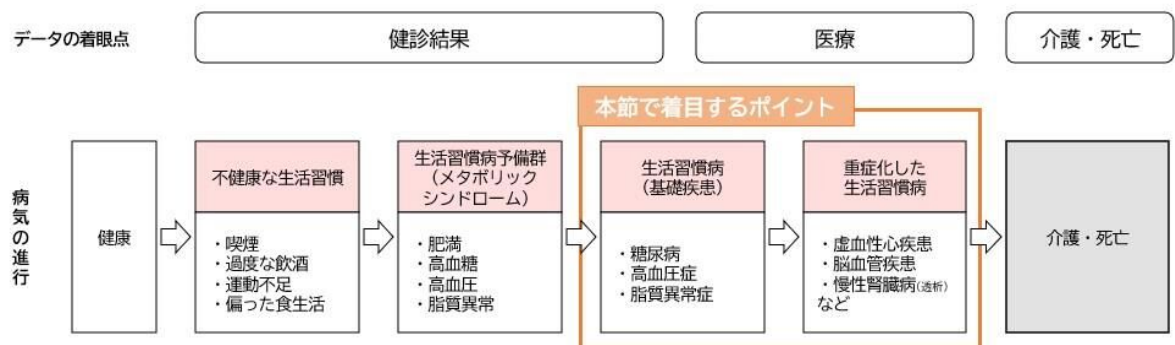 データの着眼点
健診結果
医療
介護・死亡
本節で着目するポイント
病気の進行
健康
不健康な生活習慣
・喫煙
・過度な飲酒
・運動不足
・偏った食生活
生活習慣病予備群
(メタボリック
シンドローム)
・肥満
・高血糖
・高血圧
・脂質異常
生活習慣病
(基礎疾患)
・糖尿病
・高血圧症
・脂質異常症
重症化した
生活習慣病
・虚血性心疾患
・脳血管疾患
・慢性腎臓病(透析)
など
介護・死亡